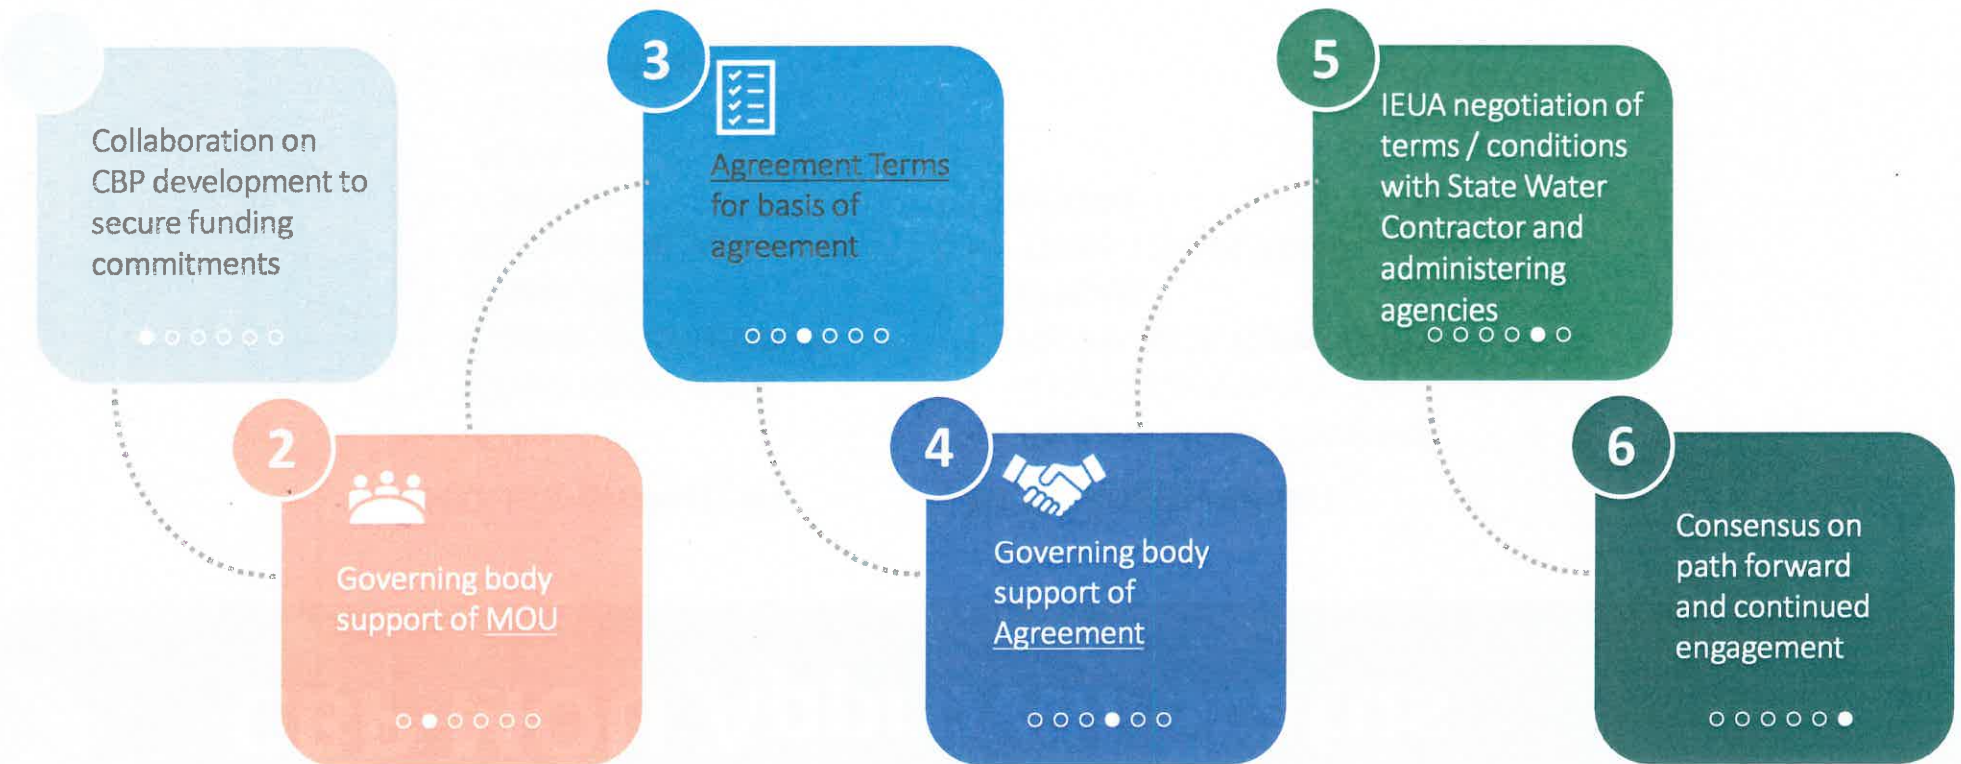 Collaboration on
CBP development to
secure funding
commitments
2
Governing body
support of MOU
3
Agreement Terms
for basis of
agreement
4
Governing body
support of
Agreement
5
IEUA negotiation of
terms / conditions
with State Water
Contractor and
administering
agencies
6
Consensus on
path forward
and continued
engagement